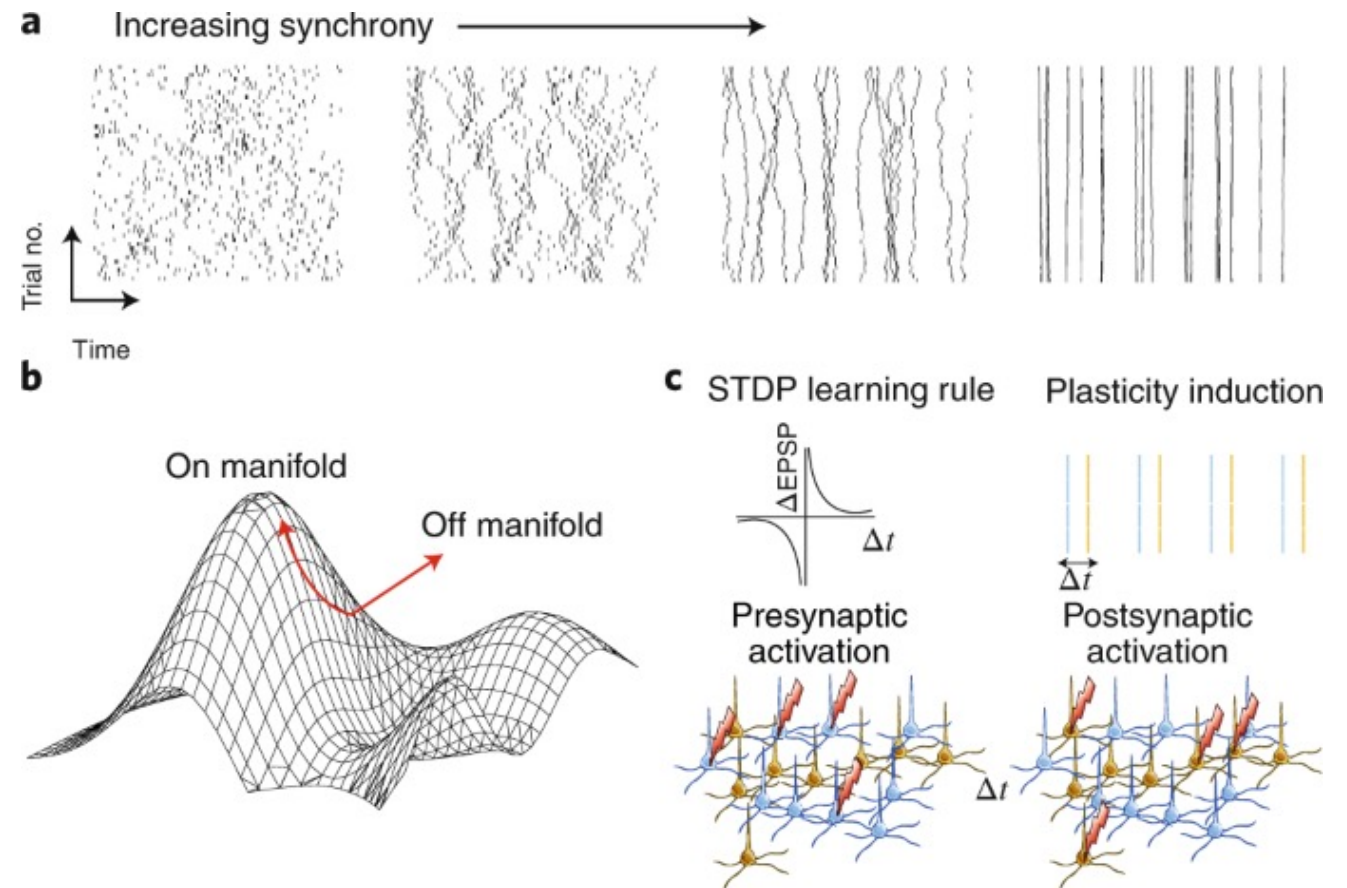 a
Increasing synchrony
Trial no.
Time
b
On manifold
Off manifold
c
STDP learning rule
ΔEPSP
Δt
Plasticity induction
Δt
Presynaptic
activation
Δt
Postsynaptic
activation